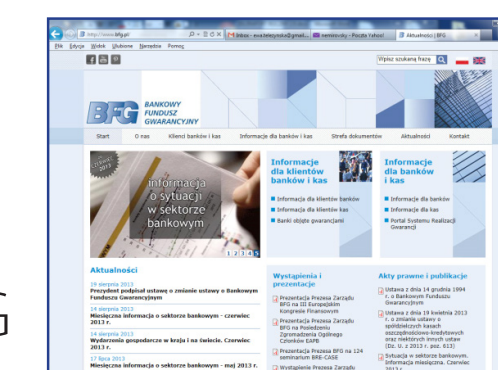 http://www.bfg.pl
Inbox - ewa.telezynska@gmail...
nemirovsky - Poczta Yahoo!
Aktualności | BFG
Plik Edycja Widok Ulubione Narzędzia Pomoc
Wpisz szukaną frazę
BFG
BANKOWY
FUNDUSZ
GWARANCYJNY
Start O nas Klienci banków i kas Informacje dla banków i kas Strefa dokumentów Aktualności Kontakt
CZERWIEC
2013
informacja
o sytuacji
w sektorze
bankowym
1 2 3 4 5
Informacje
dla klientów
banków i kas
Informacja dla klientów banków
Informacja dla klientów kas
Banki objęte gwarancjami
Informacje
dla banków
i kas
Informacje dla banków
Informacje dla kas
Portal Systemu Realizacji
Gwarancji
Aktualności
19 sierpnia 2013
Prezydent podpisał ustawę o zmianie ustawy o Bankowym
Funduszu Gwarancyjnym
14 sierpnia 2013
Miesięczna informacja o sektorze bankowym - czerwiec
2013 r.
14 sierpnia 2013
Wydarzenia gospodarcze w kraju i na świecie. Czerwiec
2013 r.
17 lipca 2013
Miesięczna informacja o sektorze bankowym - maj 2013 r.
Wystąpienia i
prezentacje
Prezentacja Prezesa Zarządu
BFG na III Europejskim
Kongresie Finansowym
Prezentacja Prezesa Zarządu
BFG na Posiedzeniu
Zgromadzenia Ogólnego
Członków EAPB
Prezentacja Prezesa BFG na 124
seminarium BRE-CASE
Wystąpienie Prezesa Zarządu
Akty prawne i publikacje
Ustawa z dnia 14 grudnia 1994
r. o Bankowym Funduszu
Gwarancyjnym
Ustawa z dnia 19 kwietnia 2013
r. o zmianie ustawy o
spółdzielczych kasach
oszczędnościowo-kredytowych
oraz niektórych innych ustaw
(Dz. U. z 2013 r. poz. 613)
Sytuacja w sektorze bankowym.
Informacja miesięczna. Czerwiec
2013 r.